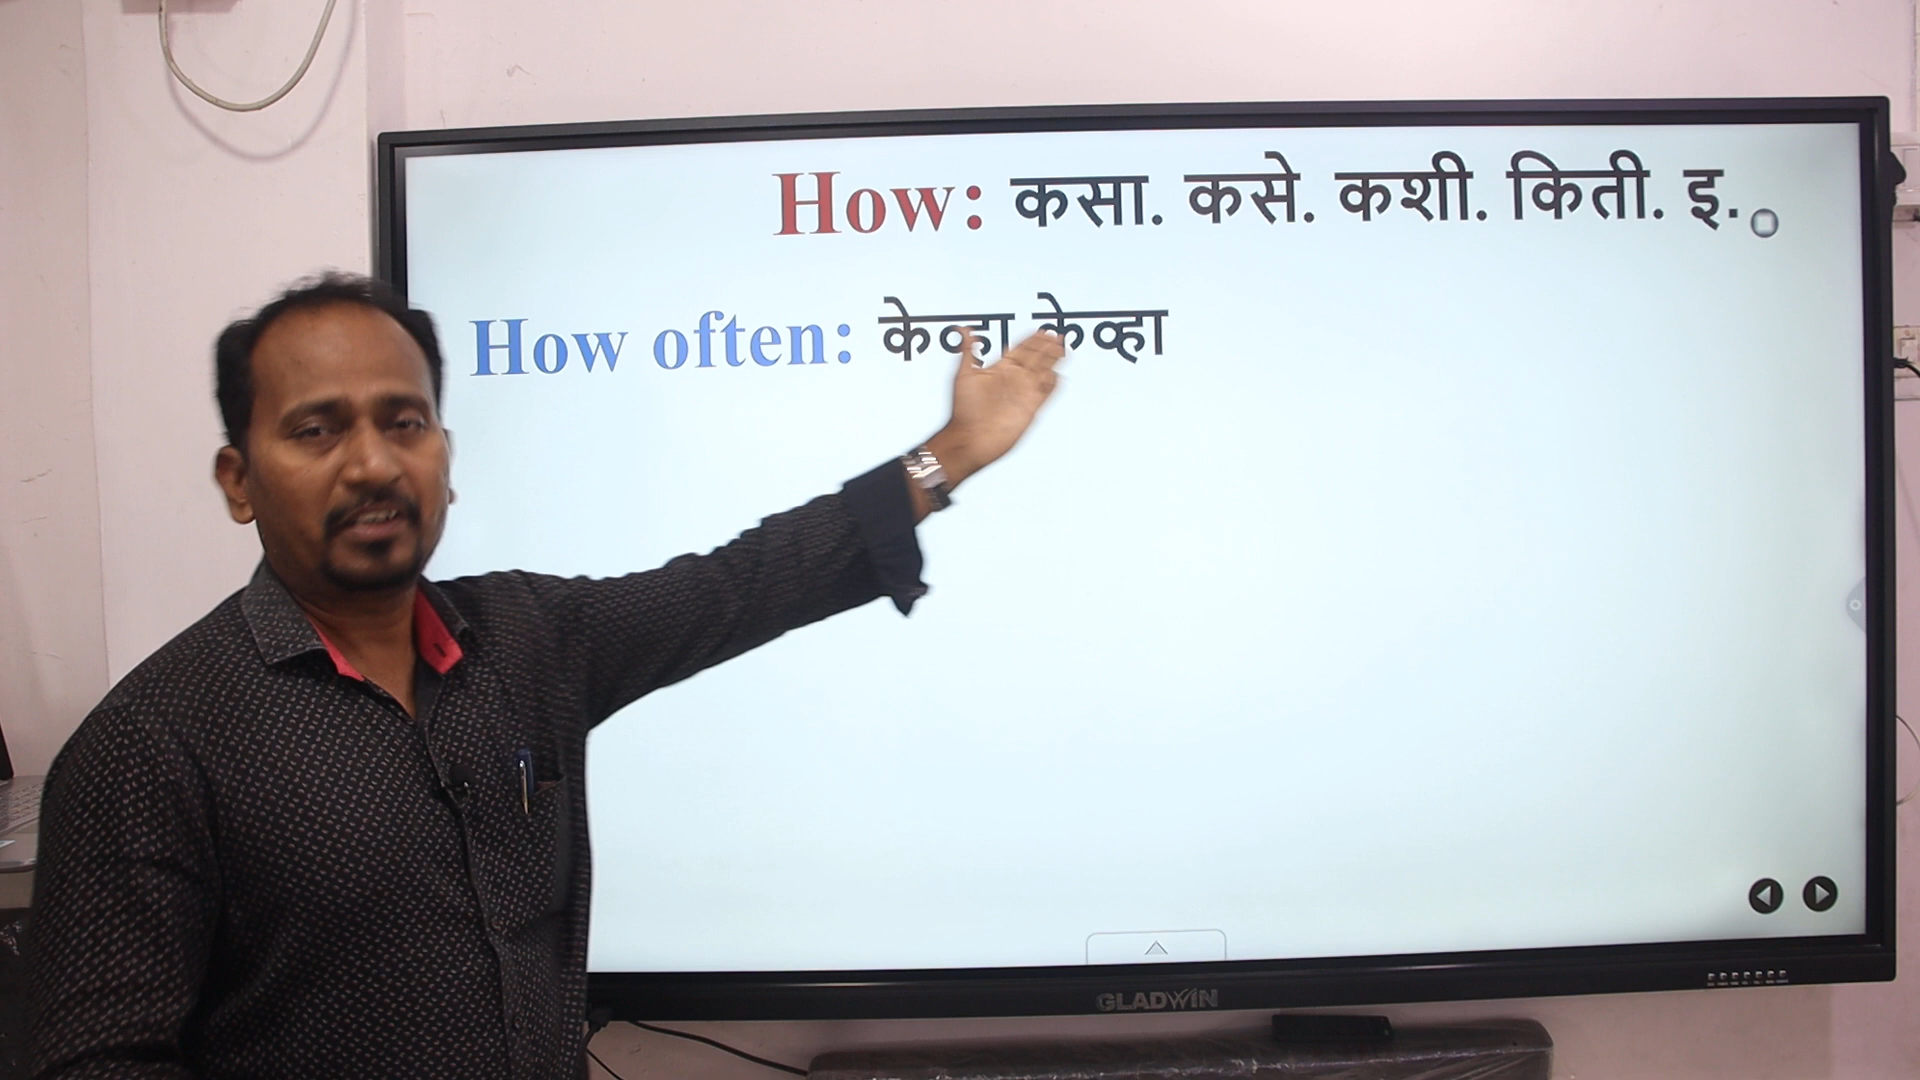 How: कसा. कसे. कशी. किती. इ.
How often: केव्हा केव्हा
GLADWIN